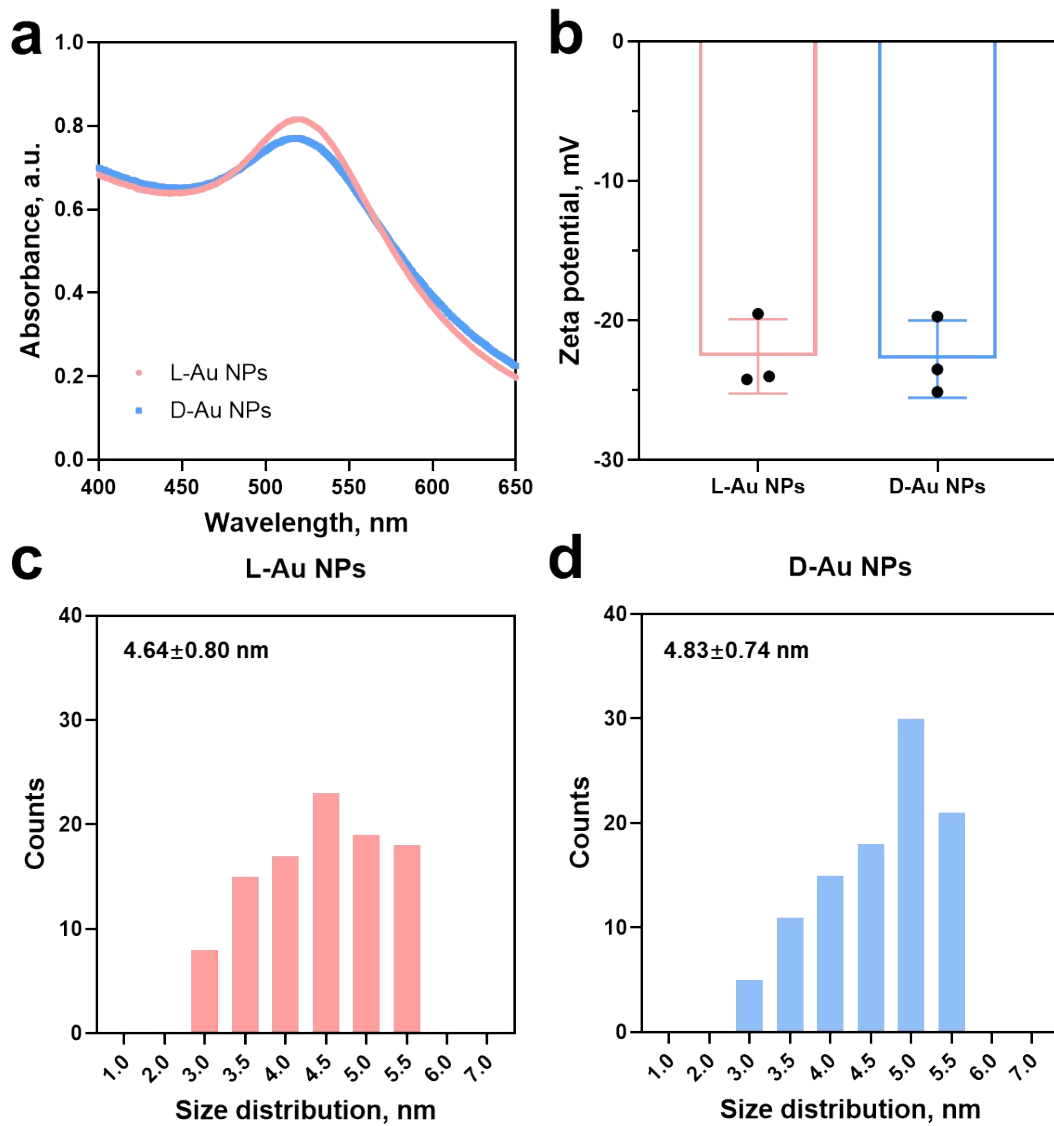 a
1.0
0.8
0.6
0.4
0.2
0.0
Absorbance, a.u.
L-Au NPs
D-Au NPs
400 450 500 550 600 650
Wavelength, nm
b
0
-10
-20
-30
Zeta potential, mV
L-Au NPs D-Au NPs
c
L-Au NPs
4.64±0.80 nm
40
30
20
10
0
Counts
1.0 2.0 3.0 3.5 4.0 4.5 5.0 5.5 6.0 7.0
Size distribution, nm
d
D-Au NPs
4.83±0.74 nm
40
30
20
10
0
Counts
1.0 2.0 3.0 3.5 4.0 4.5 5.0 5.5 6.0 7.0
Size distribution, nm